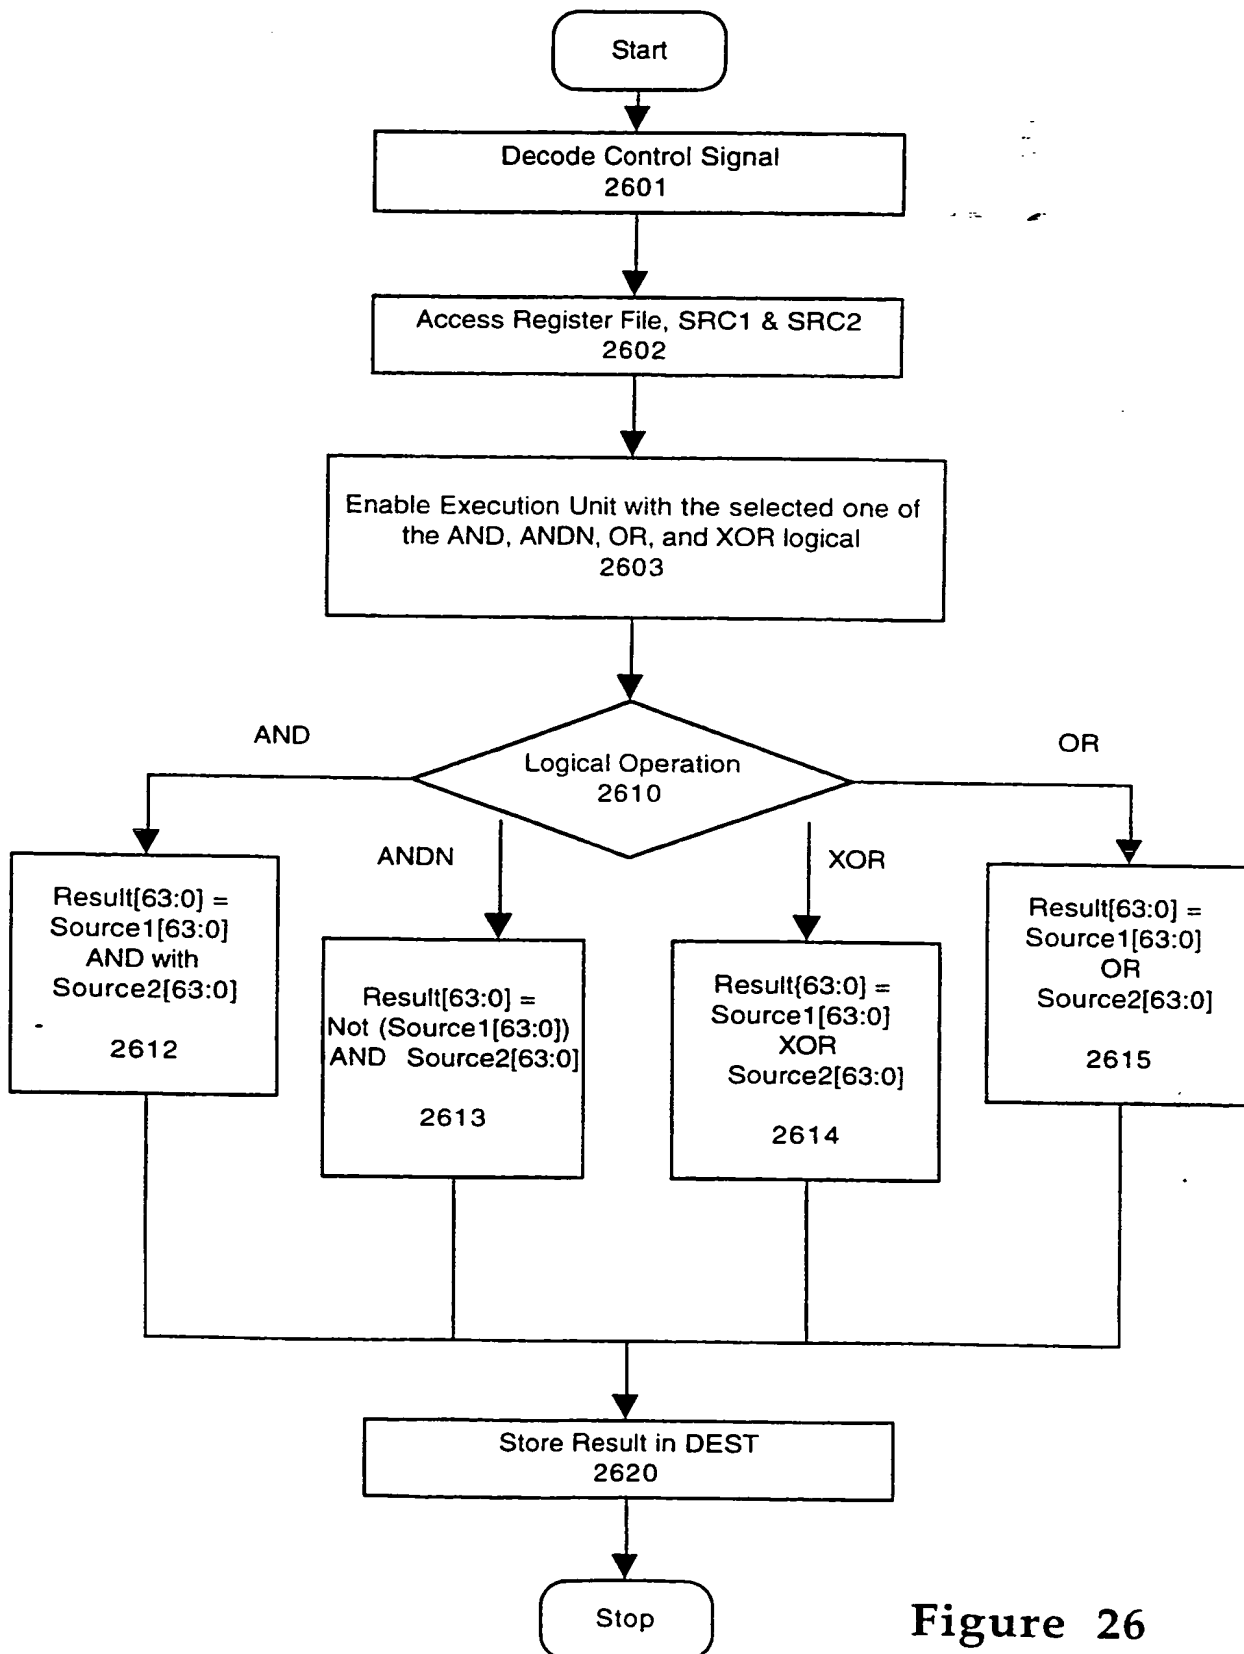 Start
Decode Control Signal
2601
Access Register File, SRC1 & SRC2
2602
Enable Execution Unit with the selected one of
the AND, ANDN, OR, and XOR logical
2603
AND
Logical Operation
2610
OR
ANDN
XOR
Result[63:0] =
Source1[63:0]
AND with
Source2[63:0]
2612
Result[63:0] =
Not (Source1[63:0])
AND Source2[63:0]
2613
Result{63:0] =
Source1[63:0]
XOR
Source2[63:0]
2614
Result[63:0] =
Source1[63:0]
OR
Source2[63:0]
2615
Store Result in DEST
2620
Stop
Figure 26